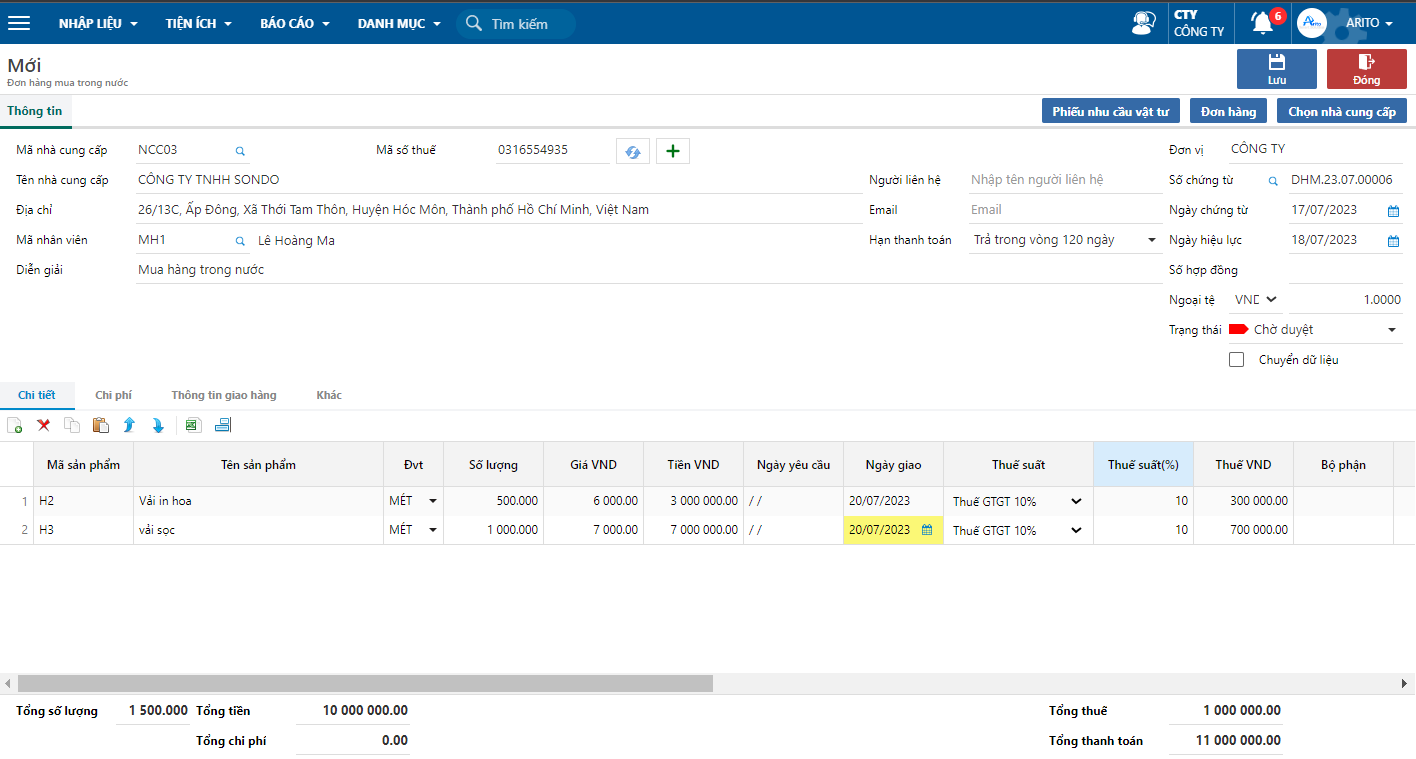 NHẬP LIỆU TIỆN ÍCH BÁO CÁO DANH MỤC Tìm kiếm CTY 6 ARITO
CÔNG TY
Mới
Đơn hàng mua trong nước
Lưu Đóng
Thông tin Phiếu nhu cầu vật tư Đơn hàng Chọn nhà cung cấp
Mã nhà cung cấp NCC03 Mã số thuế 0316554935 Đơn vị CÔNG TY
Tên nhà cung cấp CÔNG TY TNHH SONDO Người liên hệ Nhập tên người liên hệ Số chứng từ DHM.23.07.00006
Địa chỉ 26/13C, Ấp Đông, Xã Thới Tam Thôn, Huyện Hóc Môn, Thành phố Hồ Chí Minh, Việt Nam Email Email Ngày chứng từ 17/07/2023
Mã nhân viên MH1 Lê Hoàng Ma Hạn thanh toán Trả trong vòng 120 ngày Ngày hiệu lực 18/07/2023
Diễn giải Mua hàng trong nước Số hợp đồng
Ngoại tệ VND 1.0000
Trạng thái Chờ duyệt
Chuyển dữ liệu
Chi tiết Chi phí Thông tin giao hàng Khác
Mã sản phẩm Tên sản phẩm Đvt Số lượng Giá VND Tiền VND Ngày yêu cầu Ngày giao Thuế suất Thuế suất(%) Thuế VND Bộ phận
1 H2 Vải in hoa MÉT 500.000 6 000.00 3 000 000.00 / / 20/07/2023 Thuế GTGT 10% 10 300 000.00
2 H3 vải sọc MÉT 1 000.000 7 000.00 7 000 000.00 / / 20/07/2023 Thuế GTGT 10% 10 700 000.00
Tổng số lượng 1 500.000 Tổng tiền 10 000 000.00 Tổng thuế 1 000 000.00
Tổng chi phí 0.00 Tổng thanh toán 11 000 000.00